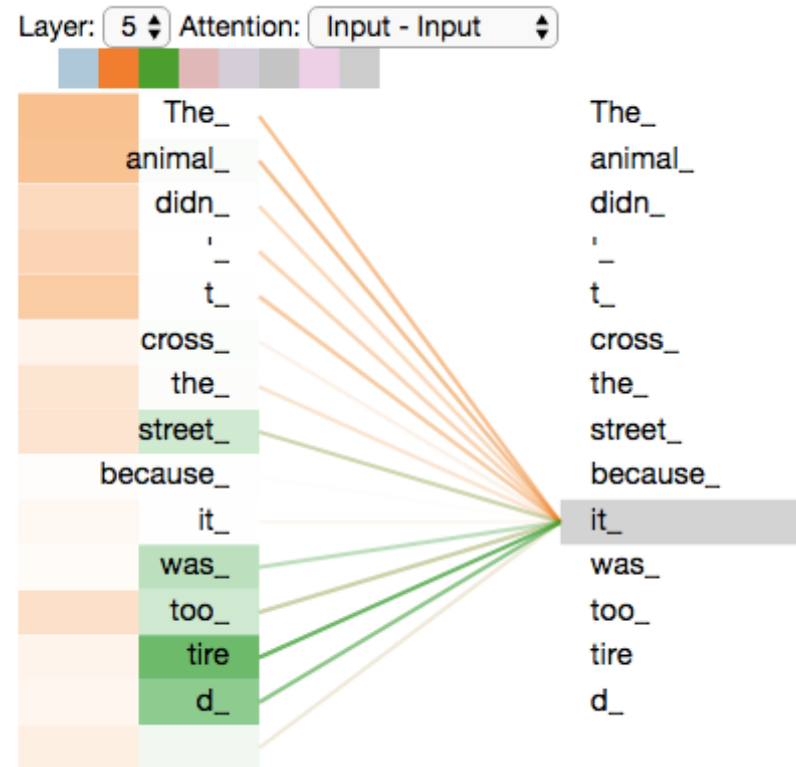 Layer: 5 Attention: Input - Input
The_ The_
animal_ animal_
didn_ didn_
'_ '_
t_ t_
cross_ cross_
the_ the_
street_ street_
because_ because_
it_ it_
was_ was_
too_ too_
tire tire
d_ d_